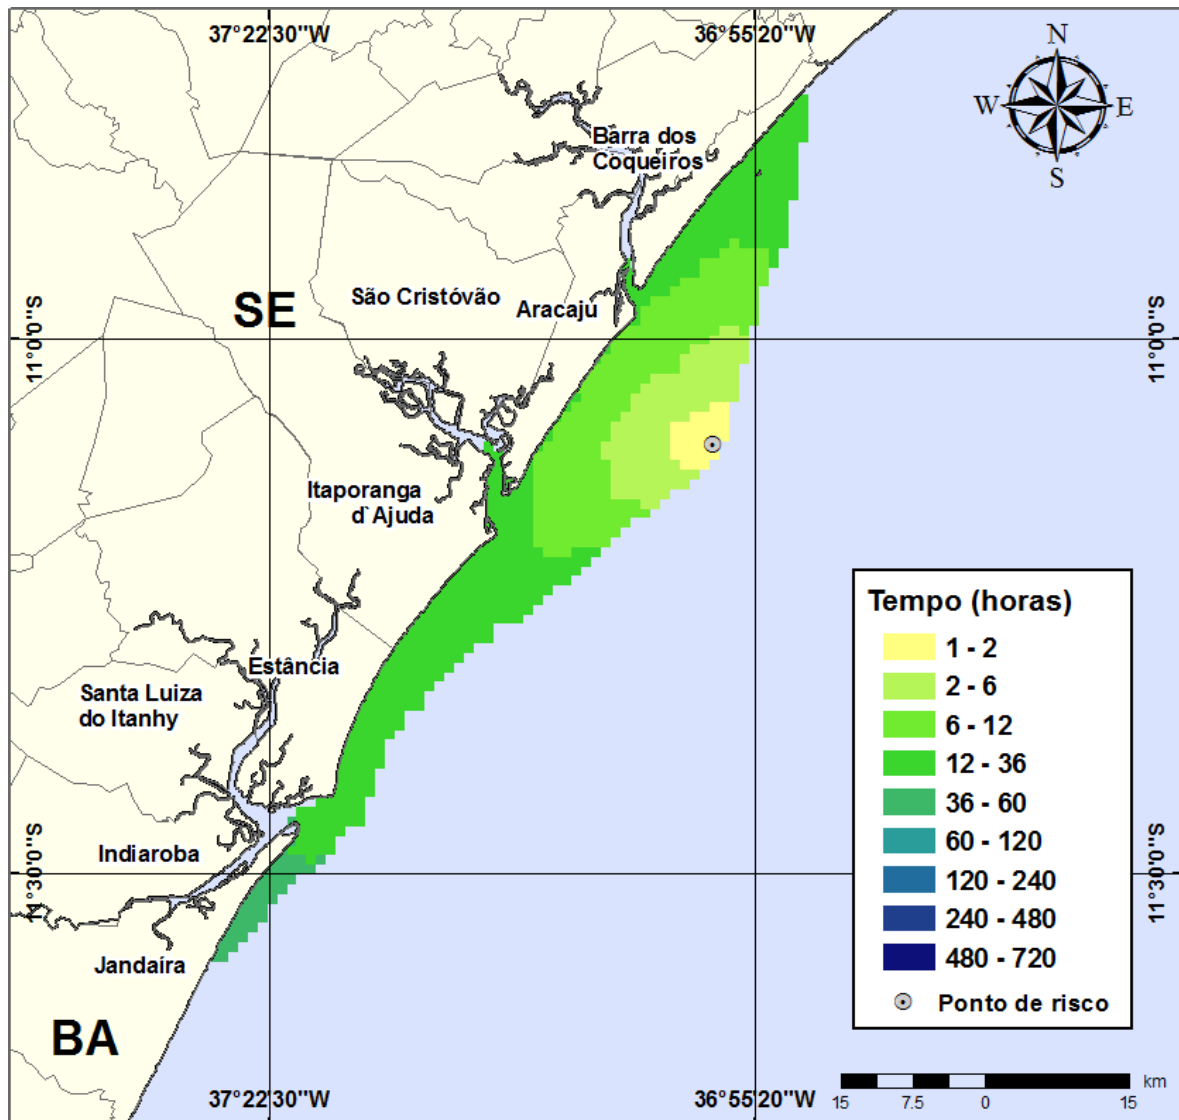 37°22'30"W
36°55'20"W
N
W
E
S
Barra dos
Coqueiros
SE
São Cristóvão
Aracaju
11°0'0"S
11°0'0"S
Itaporanga
d`Ajuda
Estância
Santa Luiza
do Itanhy
Indiaroba
11°30'0"S
11°30'0"S
Jandaíra
BA
Tempo (horas)
1 - 2
2 - 6
6 - 12
12 - 36
36 - 60
60 - 120
120 - 240
240 - 480
480 - 720
Ponto de risco
37°22'30"W
36°55'20"W
km
15 7.5 0 15